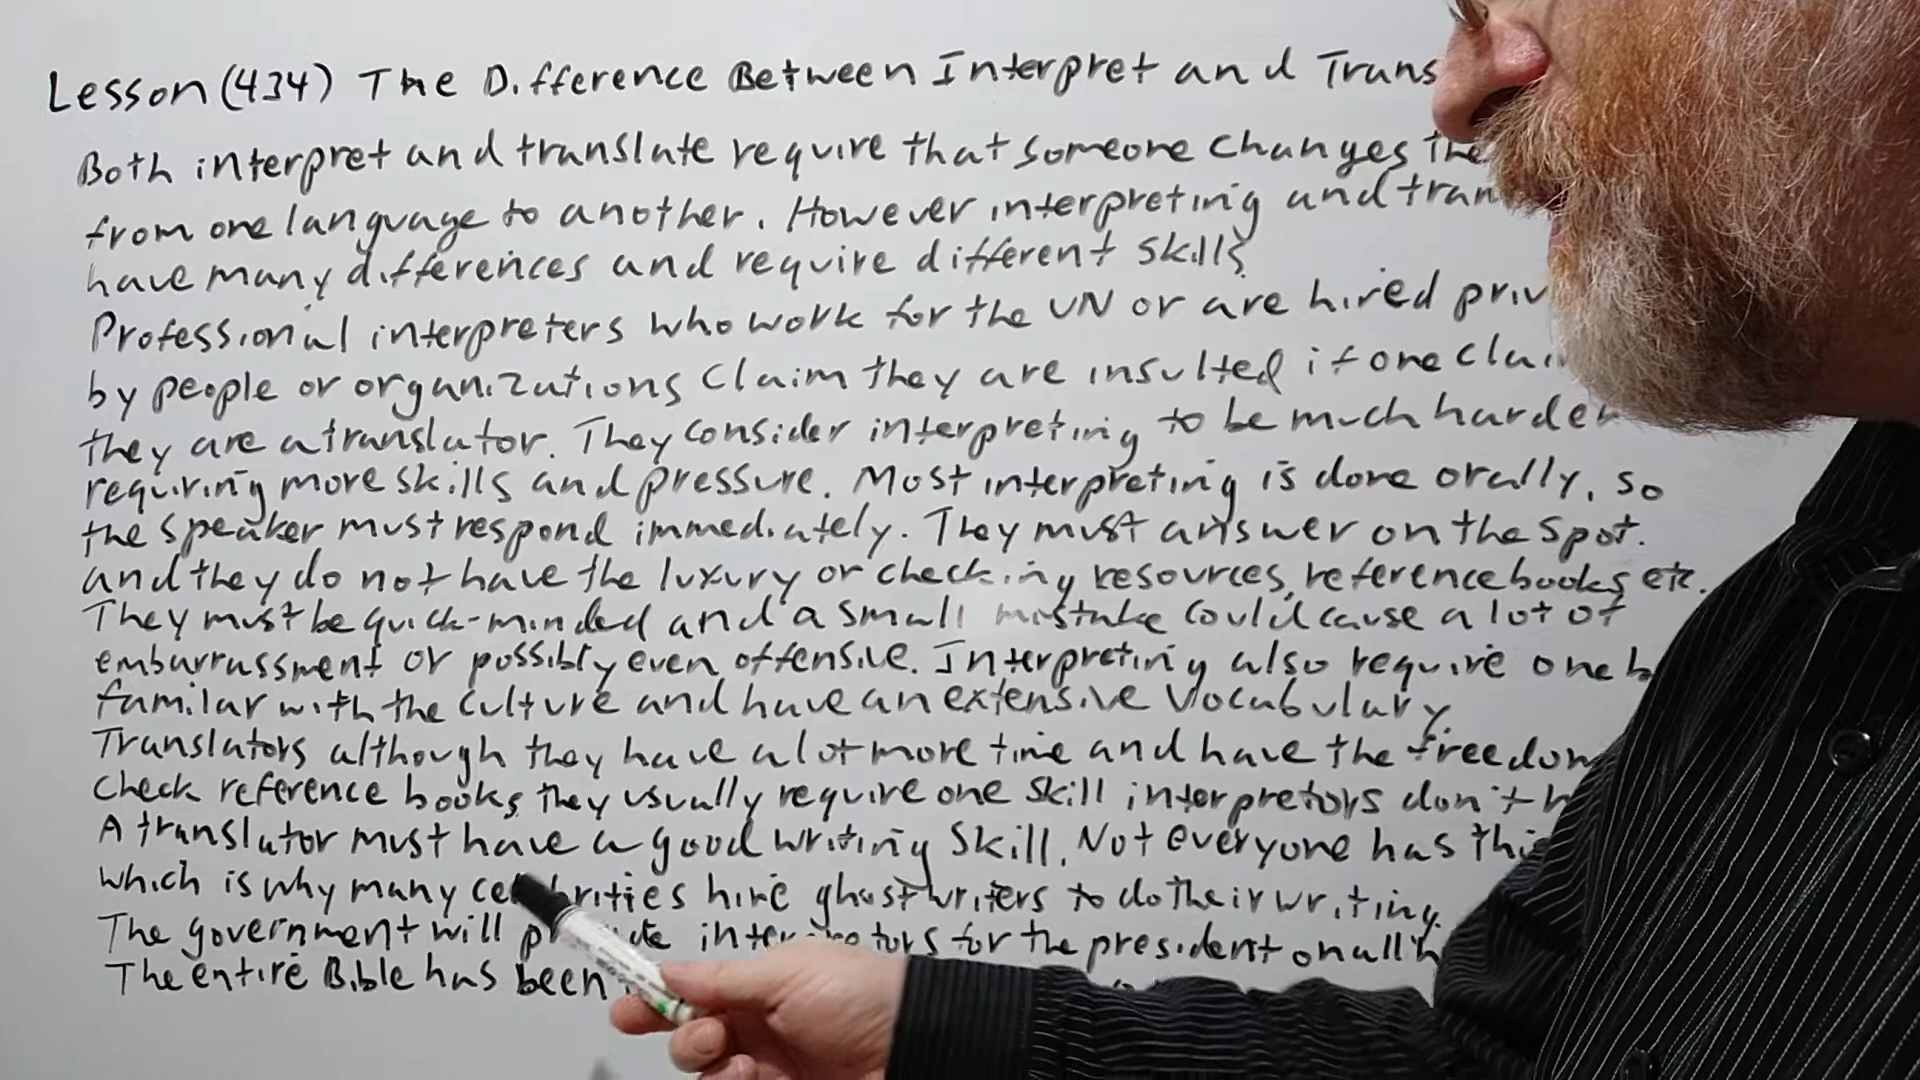 Lesson (434) The Difference Between Interpret and Trans
Both interpret and translate require that someone changes the
from one language to another. However interpreting and tran
have many differences and require different skills
Professional interpreters who work for the UN or are hired priv
by people or organizations claim they are insulted if one clai
they are a translator. They consider interpreting to be much harder
requiring more skills and pressure. Most interpreting is done orally, so
the speaker must respond immediately. They must answer on the spot.
and they do not have the luxury or checking resources, reference books etc.
They must be quick-minded and a small mistake could cause a lot of
embarrassment or possibly even offensive. Interpreting also require one b
familar with the culture and have an extensive vocabulary.
Translators although they have a lot more time and have the freedom
check reference books, they usually require one skill interpretors don't h
A translator must have a good writing skill. Not everyone has thi
which is why many celebrities hire ghostwriters to do their writing.
The government will interpretors for the president on all h
The entire Bible has been